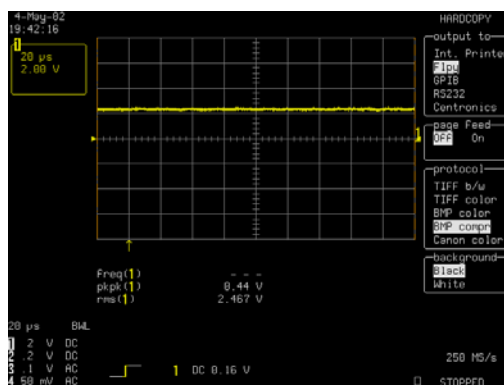 4-May-02
19:42:16
HARDCOPY
output to
Int. Printer
Flpy
GPIB
RS232
Centronics
1
20 µs
2.00 V
1
page Feed
Off On
protocol
TIFF b/w
TIFF color
BMP color
BMP compr
Canon color
background
Black
White
Freq(1) - - -
pkpk(1) 0.44 V
rms(1) 2.467 V
20 µs BWL
1 2 V DC
2 .2 V DC
3 .1 V AC
4 50 mV AC
1 DC 0.16 V
250 MS/s
STOPPED